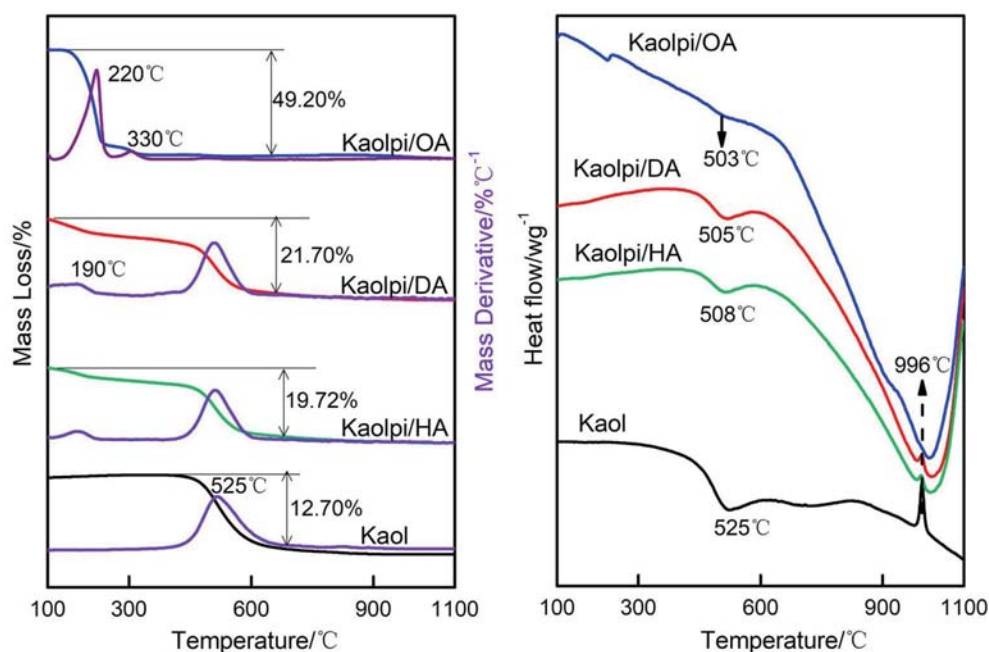 Mass Loss/%
220℃
330℃
49.20%
Kaolpi/OA
190℃
21.70%
Kaolpi/DA
19.72%
Kaolpi/HA
525℃
12.70%
Kaol
100 300 600 900 1100
Temperature/℃
Mass Derivative/%℃-1
Heat flow/wg-1
Kaolpi/OA
503℃
Kaolpi/DA
505℃
Kaolpi/HA
508℃
996℃
Kaol
525℃
100 300 600 900 1100
Temperature/℃